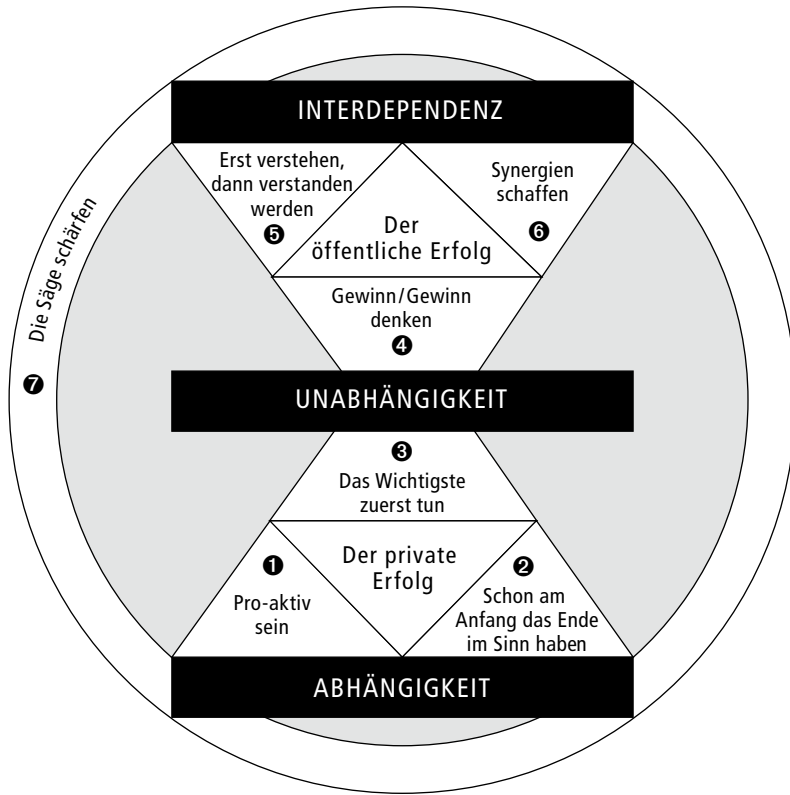 INTERDEPENDENZ
Erst verstehen,
dann verstanden
werden
❺
Synergien
schaffen
❻
Der
öffentliche Erfolg
Gewinn/Gewinn
denken
❹
Die Säge schärfen
❼
UNABHÄNGIGKEIT
❸
Das Wichtigste
zuerst tun
Der private
Erfolg
❶
Pro-aktiv
sein
❷
Schon am
Anfang das Ende
im Sinn haben
ABHÄNGIGKEIT